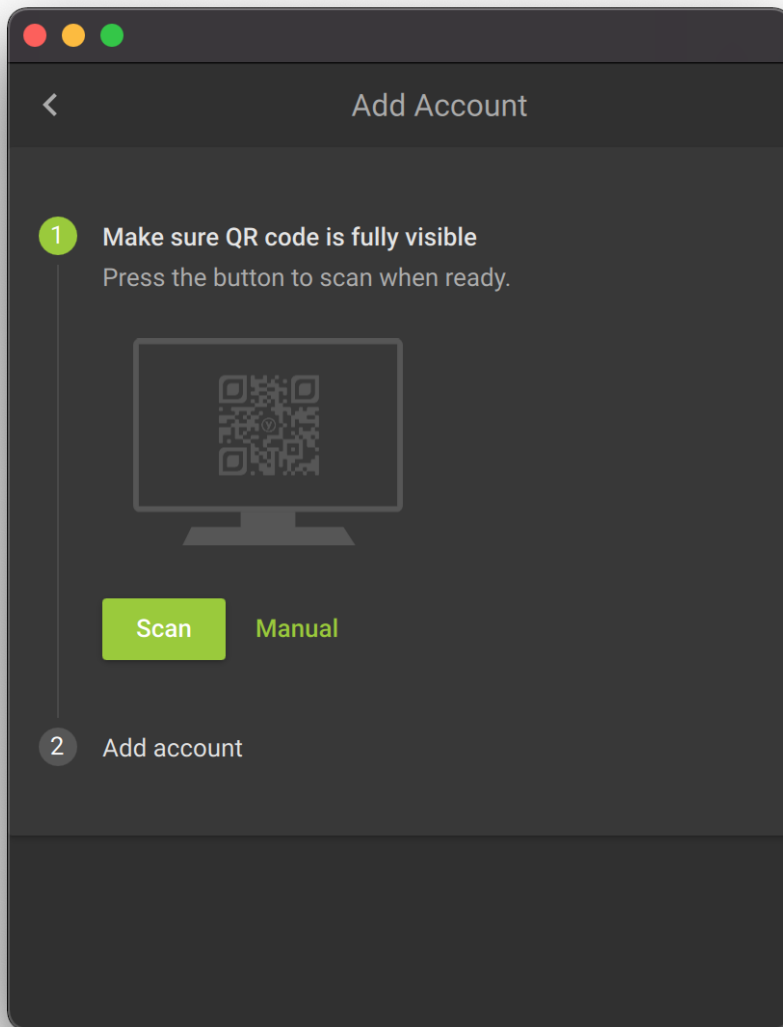 Add Account
1
Make sure QR code is fully visible
Press the button to scan when ready.
Scan Manual
2 Add account